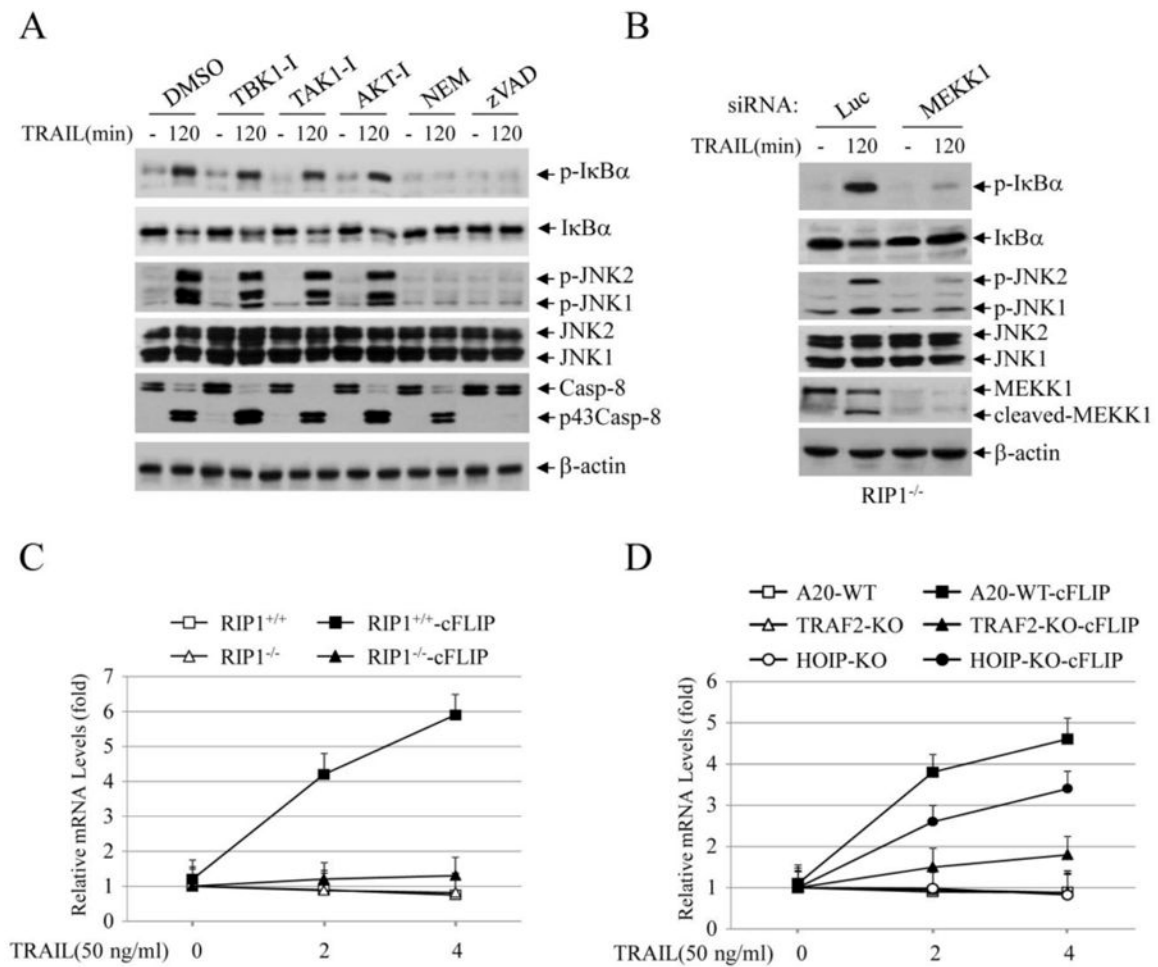 A
DMSO TBK1-I TAK1-I AKT-I NEM zVAD
TRAIL(min) - 120 - 120 - 120 - 120 - 120 - 120
p-IκBα
IκBα
p-JNK2
p-JNK1
JNK2
JNK1
Casp-8
p43Casp-8
β-actin
B
siRNA: Luc MEKK1
TRAIL(min) - 120 - 120
p-IκBα
IκBα
p-JNK2
p-JNK1
JNK2
JNK1
MEKK1
cleaved-MEKK1
β-actin
RIP1-/-
C
RIP1+/+ RIP1+/+-cFLIP
RIP1-/- RIP1-/--cFLIP
Relative mRNA Levels (fold)
7
6
5
4
3
2
1
0
TRAIL(50 ng/ml) 0 2 4
D
A20-WT A20-WT-cFLIP
TRAF2-KO TRAF2-KO-cFLIP
HOIP-KO HOIP-KO-cFLIP
Relative mRNA Levels (fold)
6
5
4
3
2
1
0
TRAIL(50 ng/ml) 0 2 4